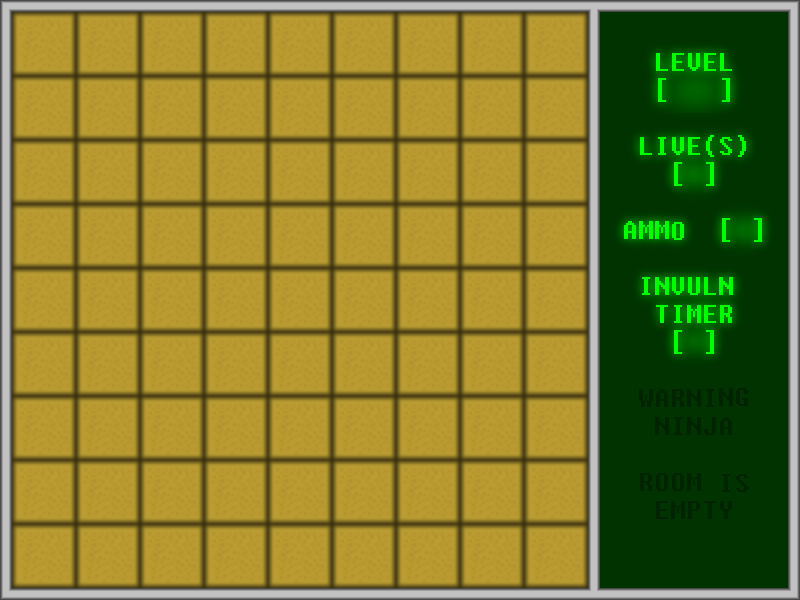 LEVEL
[ ]
LIVE(S)
[ ]
AMMO [ ]
INVULN
TIMER
[ ]
WARNING
NINJA
ROOM IS
EMPTY